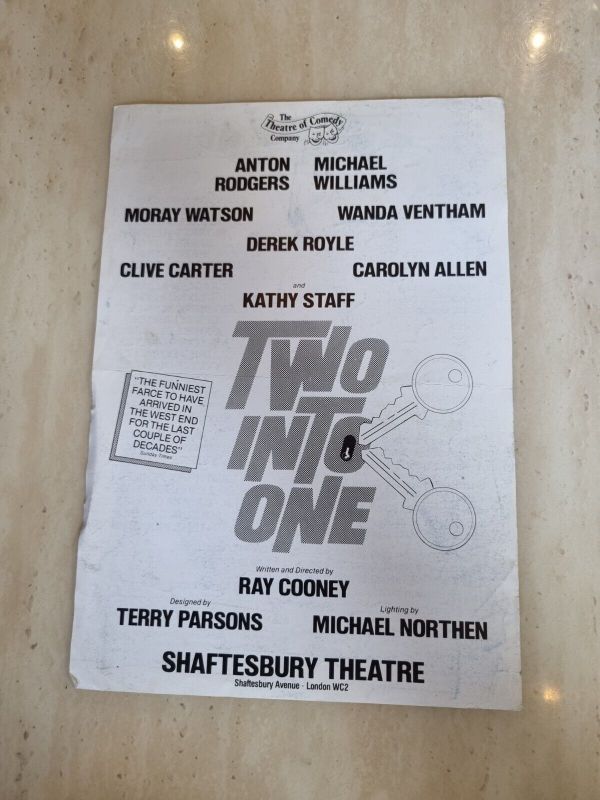 The
Theatre of Comedy
Company
ANTON MICHAEL
RODGERS WILLIAMS
MORAY WATSON WANDA VENTHAM
DEREK ROYLE
CLIVE CARTER CAROLYN ALLEN
and
KATHY STAFF
TWO
INTO
ONE
"THE FUNNIEST
FARCE TO HAVE
ARRIVED IN
THE WEST END
FOR THE LAST
COUPLE OF
DECADES"
Sunday Times
Written and Directed by
RAY COONEY
Designed by
TERRY PARSONS
Lighting by
MICHAEL NORTHEN
SHAFTESBURY THEATRE
Shaftesbury Avenue · London WC2